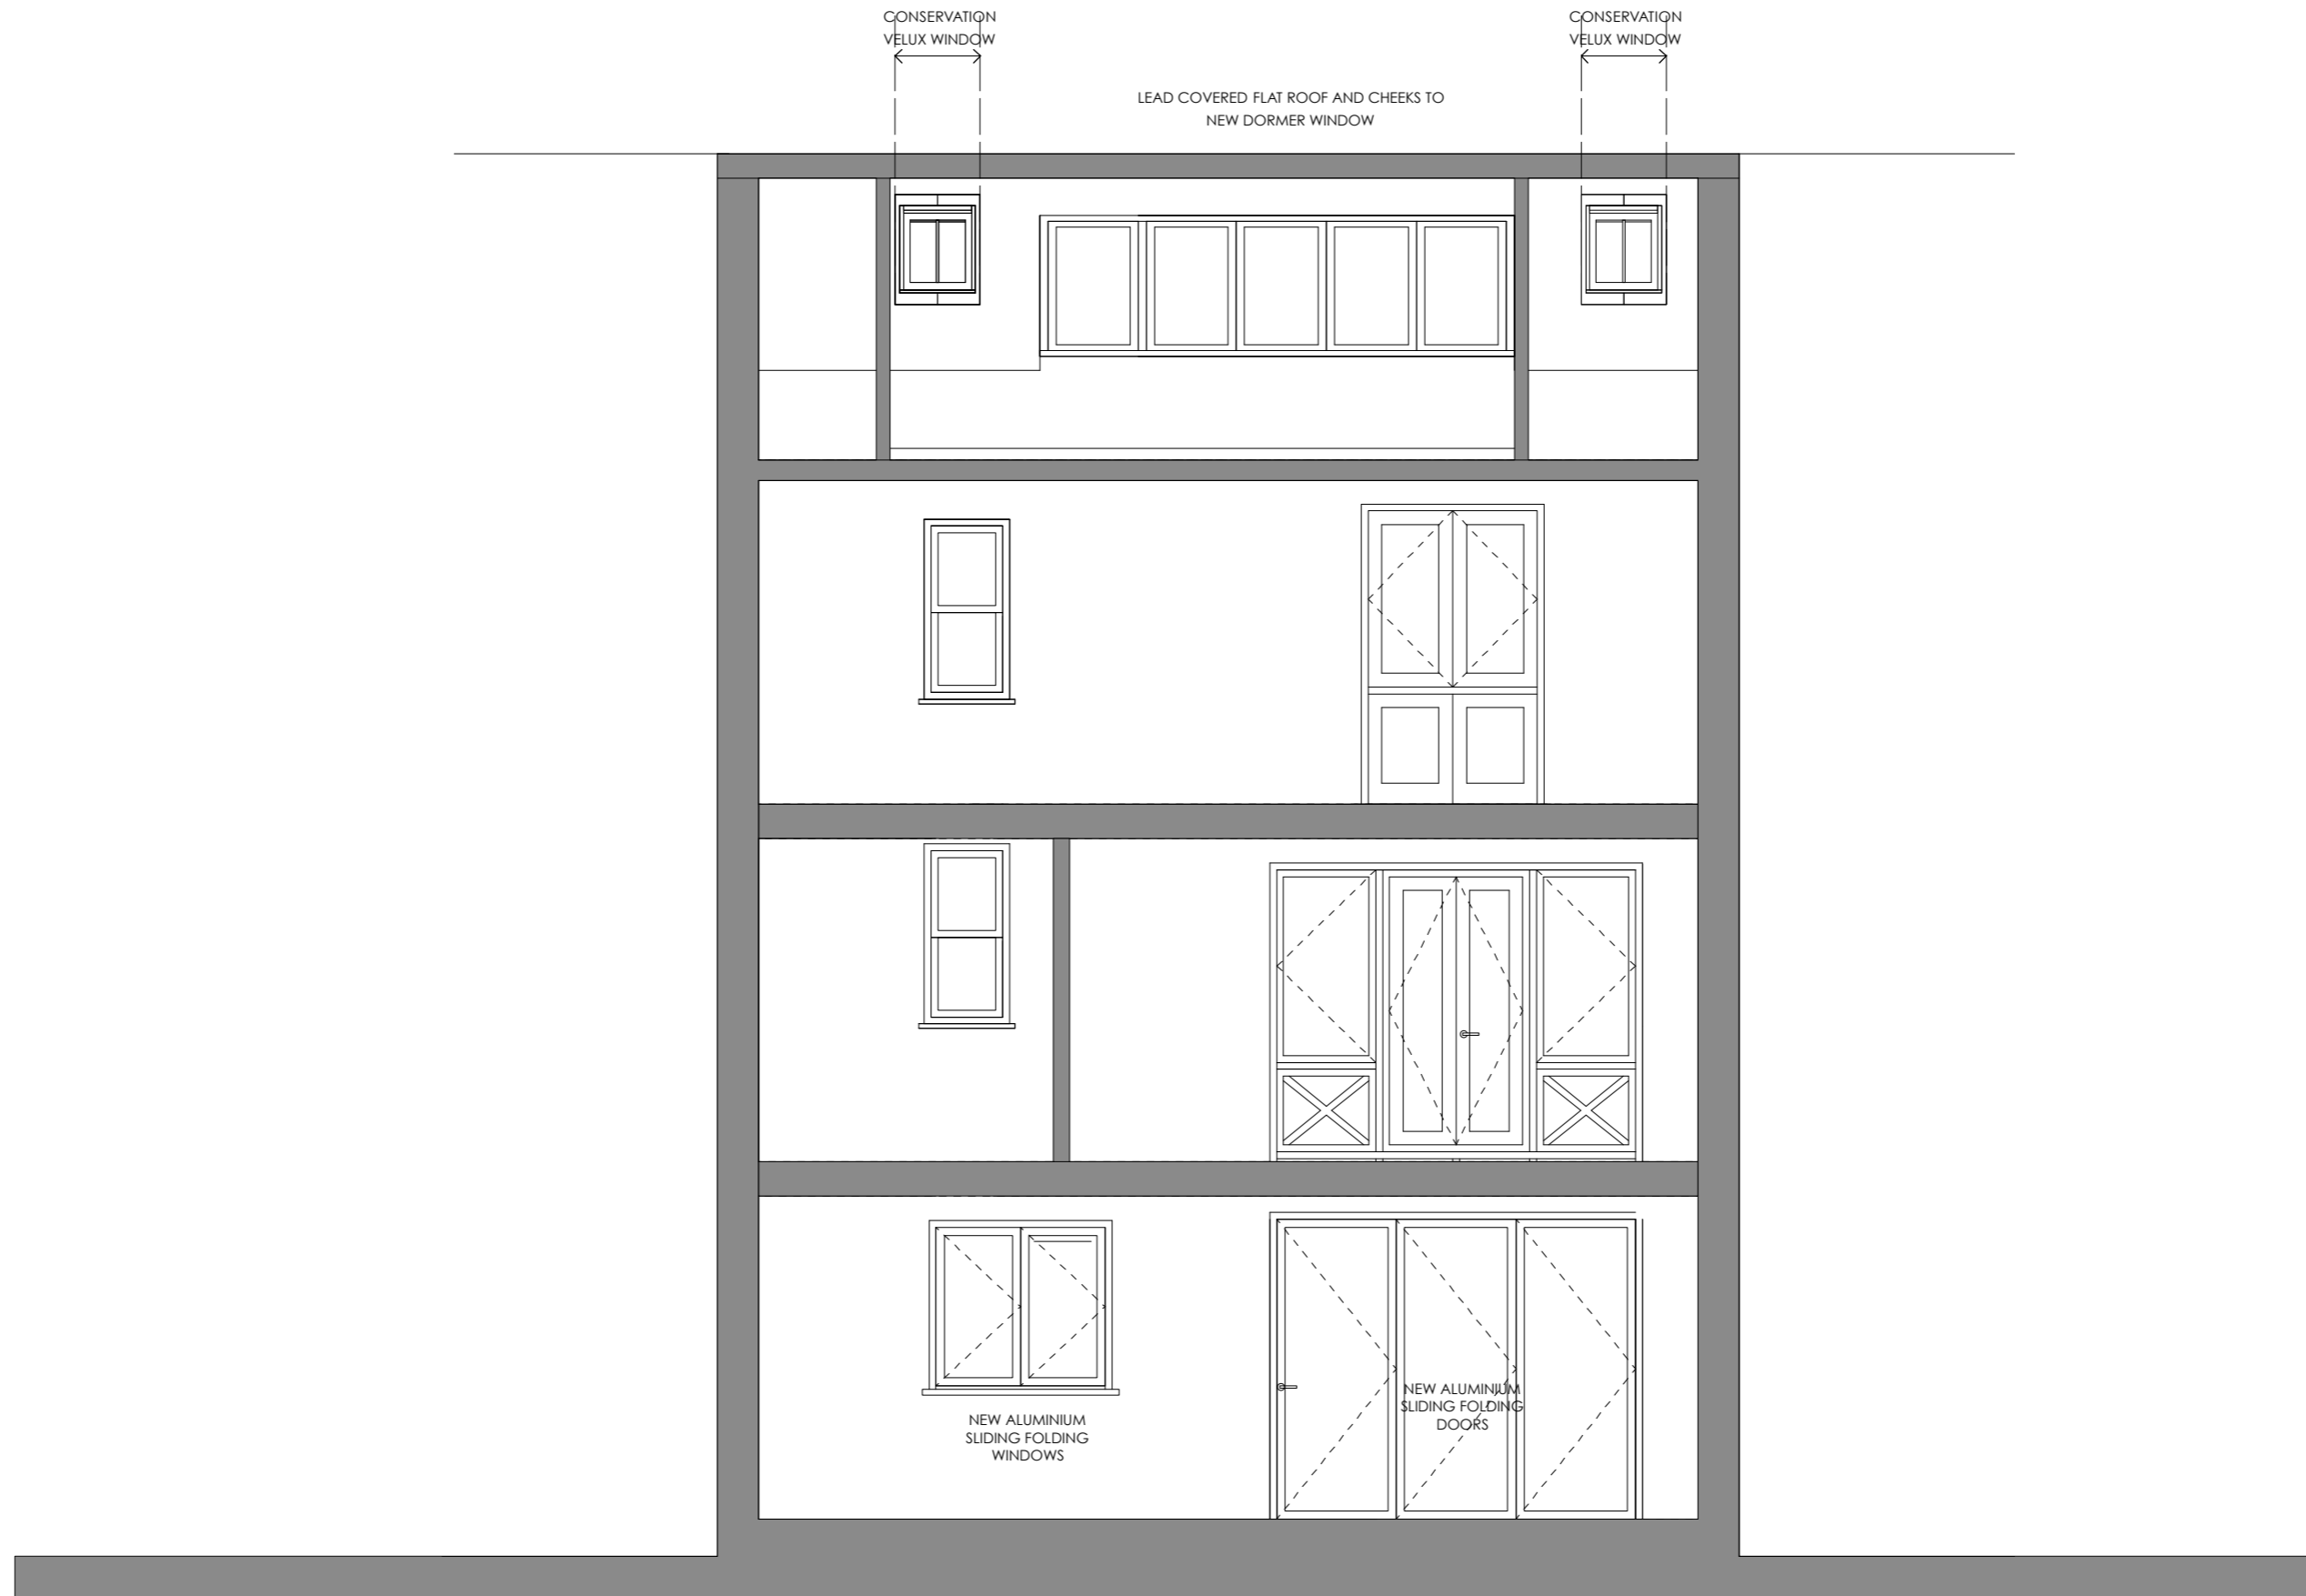 CONSERVATION
VELUX WINDOW
CONSERVATION
VELUX WINDOW
LEAD COVERED FLAT ROOF AND CHEEKS TO
NEW DORMER WINDOW
NEW ALUMINIUM
SLIDING FOLDING
WINDOWS
NEW ALUMINIUM
SLIDING FOLDING
DOORS